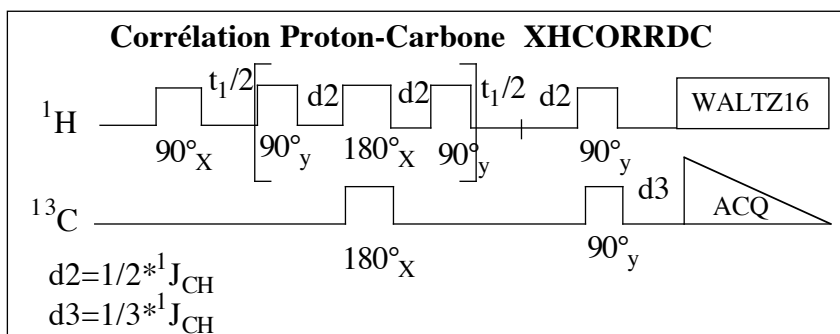 Corrélation Proton-Carbone XHCORRDC
t1/2 d2 d2 t1/2 d2 WALTZ16
1H
90°X 90°y 180°X 90°y 90°y
d3 ACQ
13C
180°X 90°y
d2=1/2*1JCH
d3=1/3*1JCH